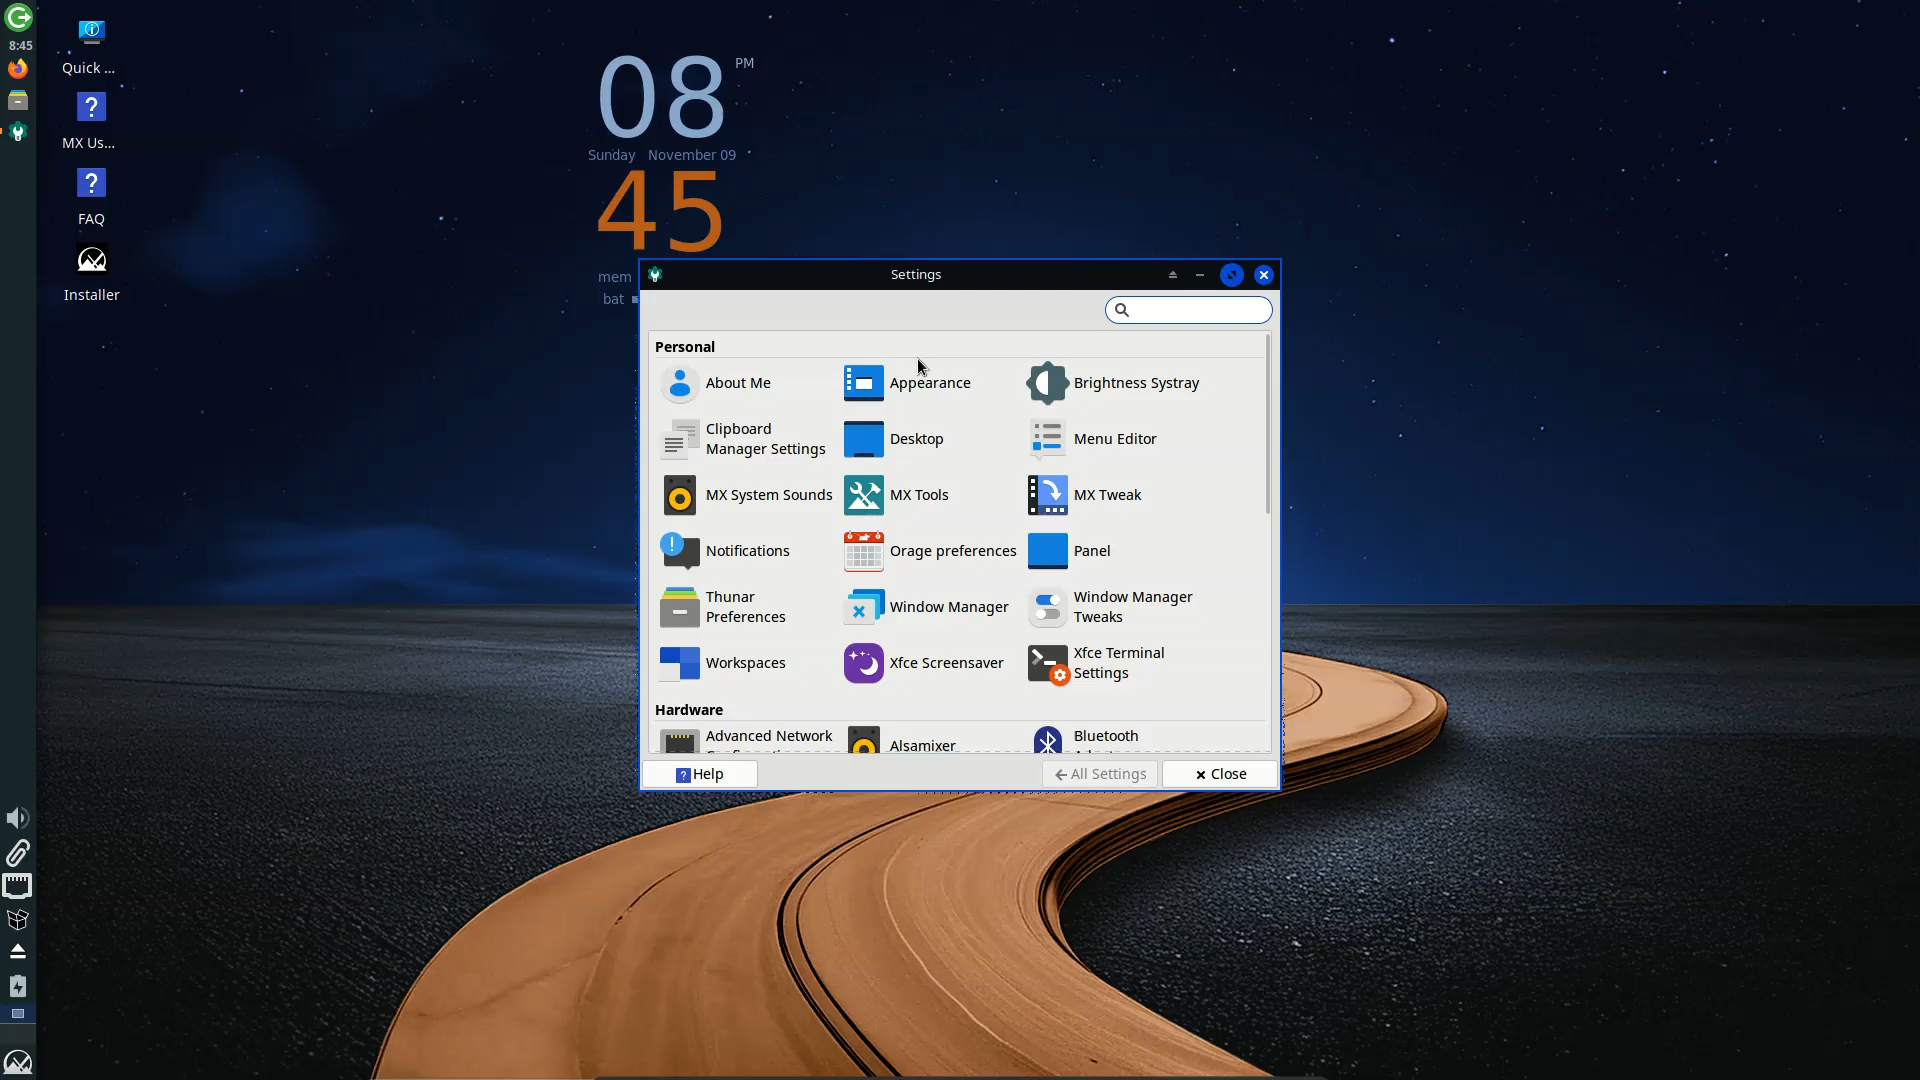 8:45
Quick ...
MX Us...
FAQ
Installer
08
PM
Sunday November 09
45
mem
bat
Settings
Personal
About Me
Appearance
Brightness Systray
Clipboard
Manager Settings
Desktop
Menu Editor
MX System Sounds
MX Tools
MX Tweak
Notifications
Orage preferences
Panel
Thunar
Preferences
Window Manager
Window Manager
Tweaks
Workspaces
Xfce Screensaver
Xfce Terminal
Settings
Hardware
Advanced Network
Alsamixer
Bluetooth
Help
All Settings
Close